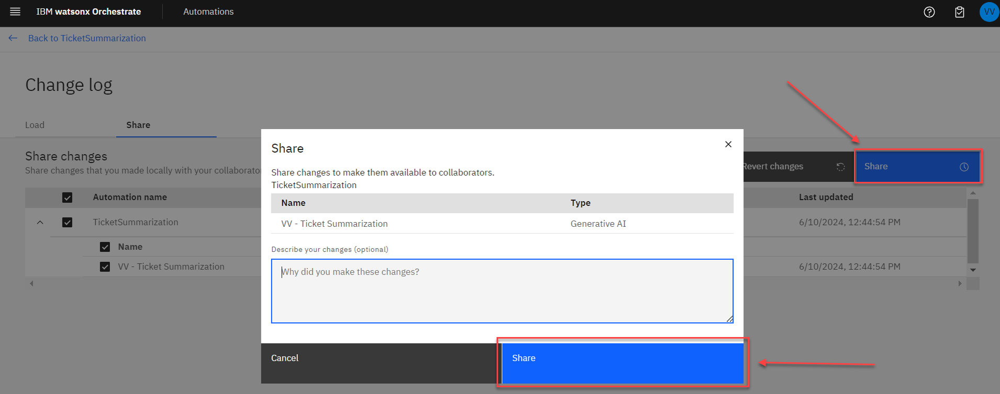 IBM watsonx Orchestrate
Automations
VV
Back to TicketSummarization
Change log
Load
Share
Share changes
Share changes that you made locally with your
Revert changes
Share
Automation name
Last updated
TicketSummarization
6/10/2024, 12:44:54 PM
Name
VV - Ticket Summarization
6/10/2024, 12:44:54 PM
Share
Share changes to make them available to collaborators.
TicketSummarization
Name
Type
VV - Ticket Summarization
Generative AI
Describe your changes (optional)
Why did you make these changes?
Cancel
Share